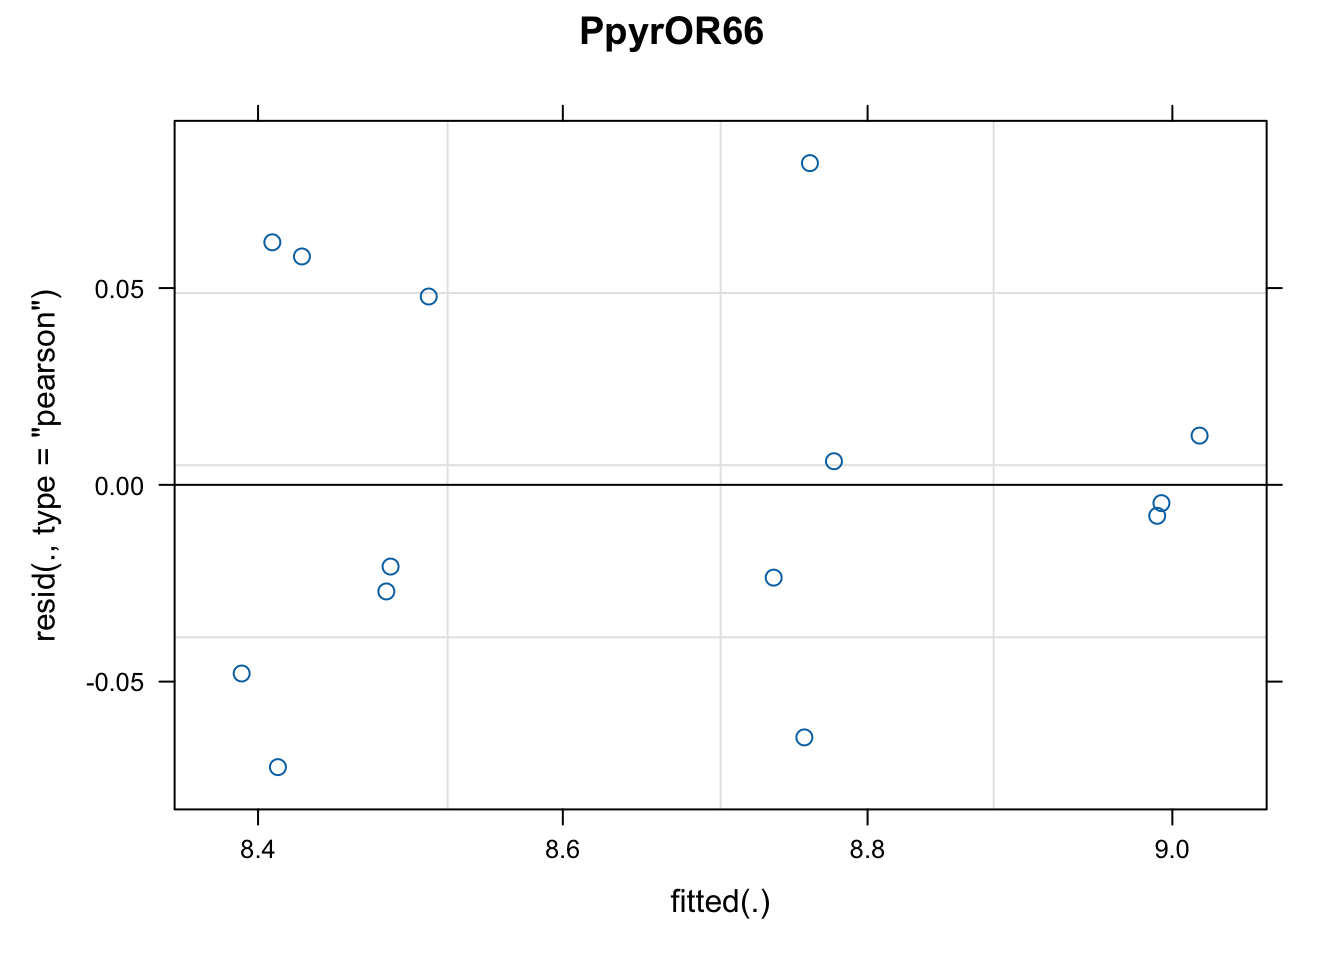 PpyrOR66
resid(., type = "pearson")
0.05
0.00
-0.05
8.4
8.6
8.8
9.0
fitted(.)